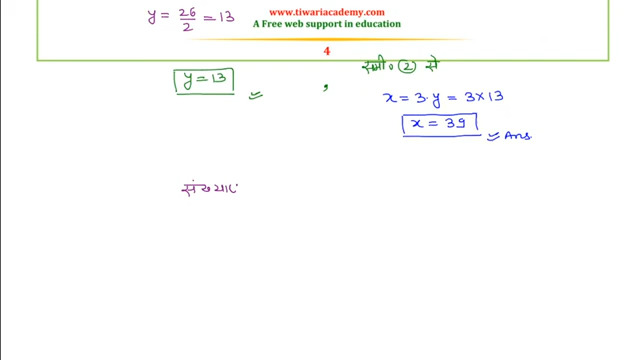 y = 26/2 = 13
www.tiwariacademy.com
A Free web support in education
4
समी० ② से
y = 13
,
x = 3·y = 3×13
x = 39
Ans